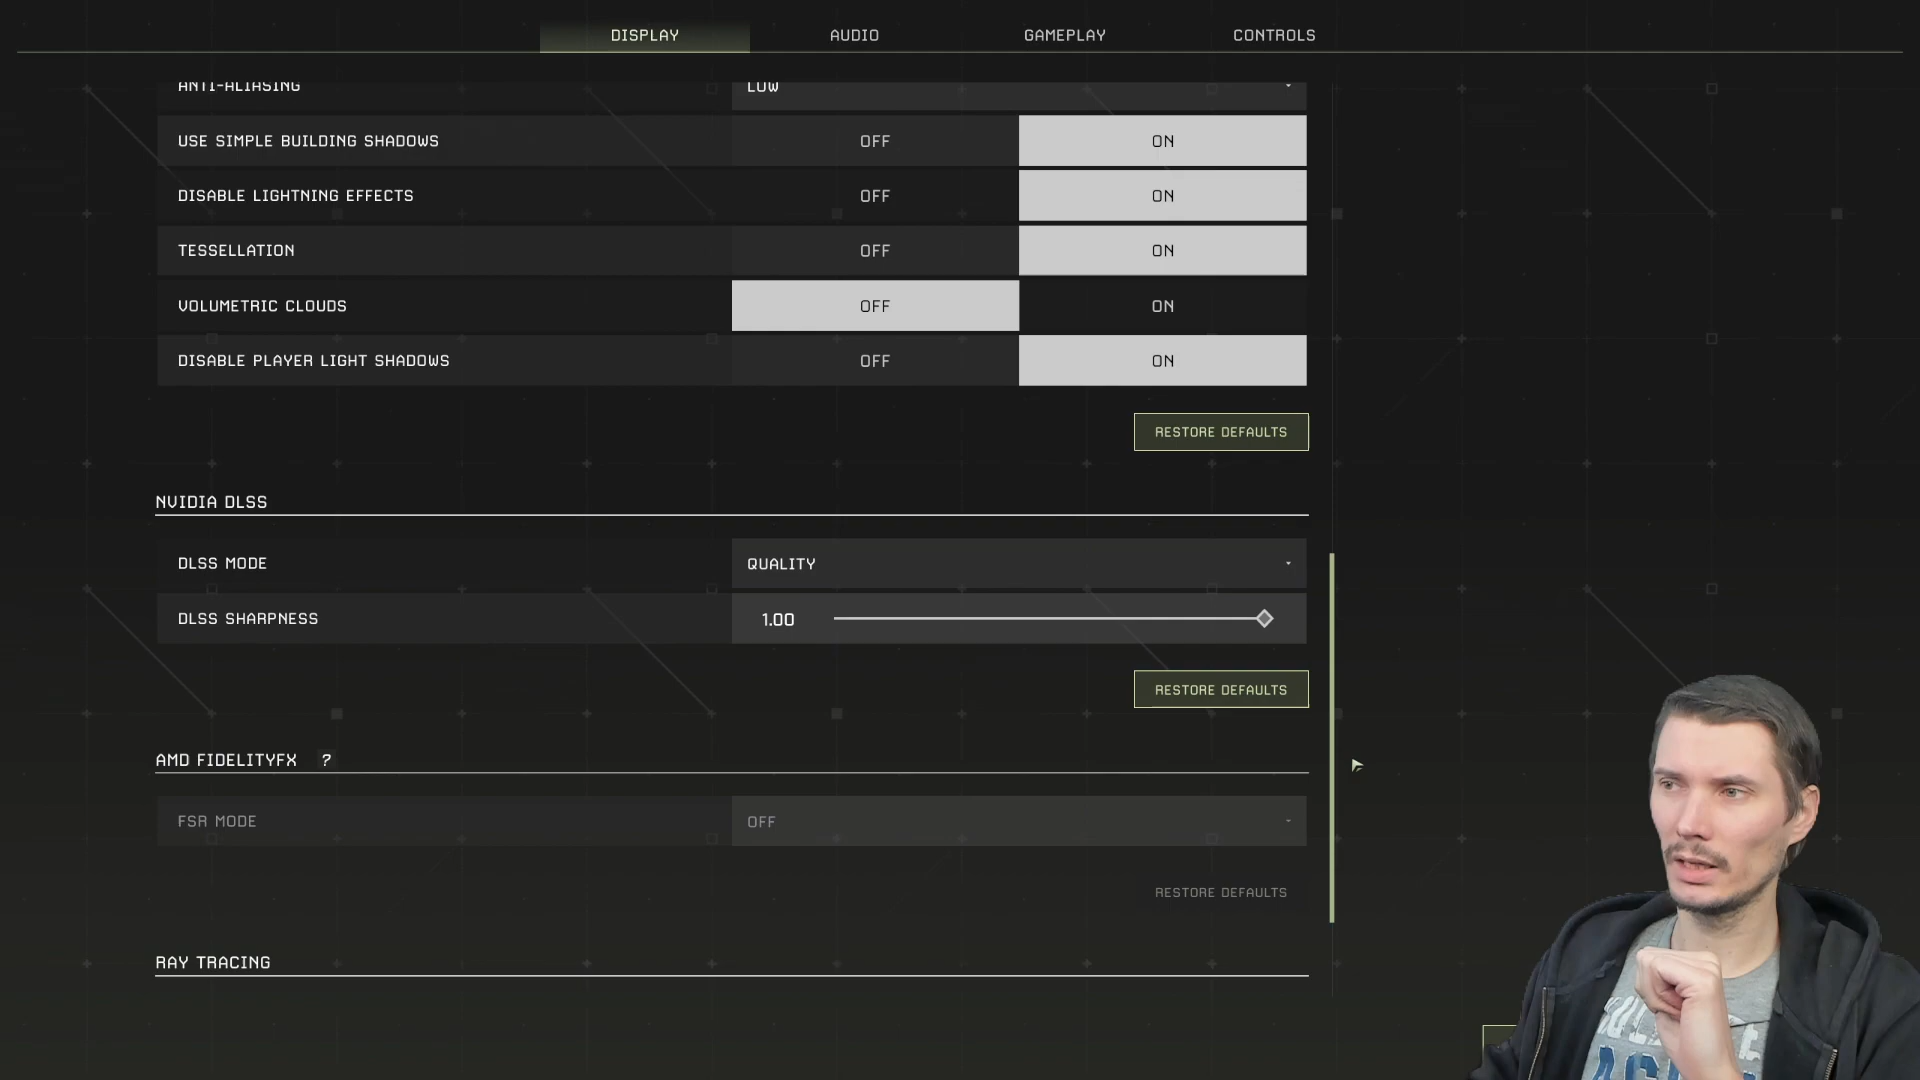 DISPLAY AUDIO GAMEPLAY CONTROLS
ANTI-ALIASING LOW
USE SIMPLE BUILDING SHADOWS OFF ON
DISABLE LIGHTNING EFFECTS OFF ON
TESSELLATION OFF ON
VOLUMETRIC CLOUDS OFF ON
DISABLE PLAYER LIGHT SHADOWS OFF ON
RESTORE DEFAULTS
NVIDIA DLSS
DLSS MODE QUALITY
DLSS SHARPNESS 1.00
RESTORE DEFAULTS
AMD FIDELITYFX ?
FSR MODE OFF
RESTORE DEFAULTS
RAY TRACING